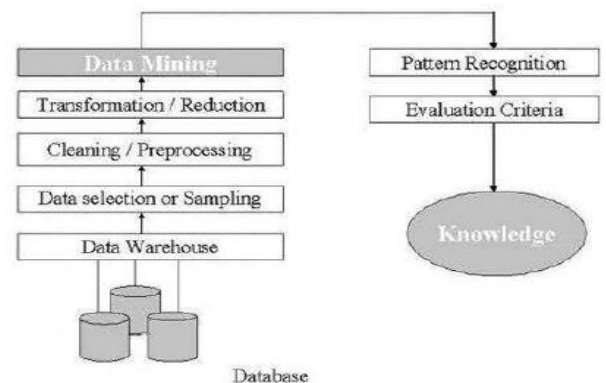 Data Mining
Transformation / Reduction
Cleaning / Preprocessing
Data selection or Sampling
Data Warehouse
Database
Pattern Recognition
Evaluation Criteria
Knowledge